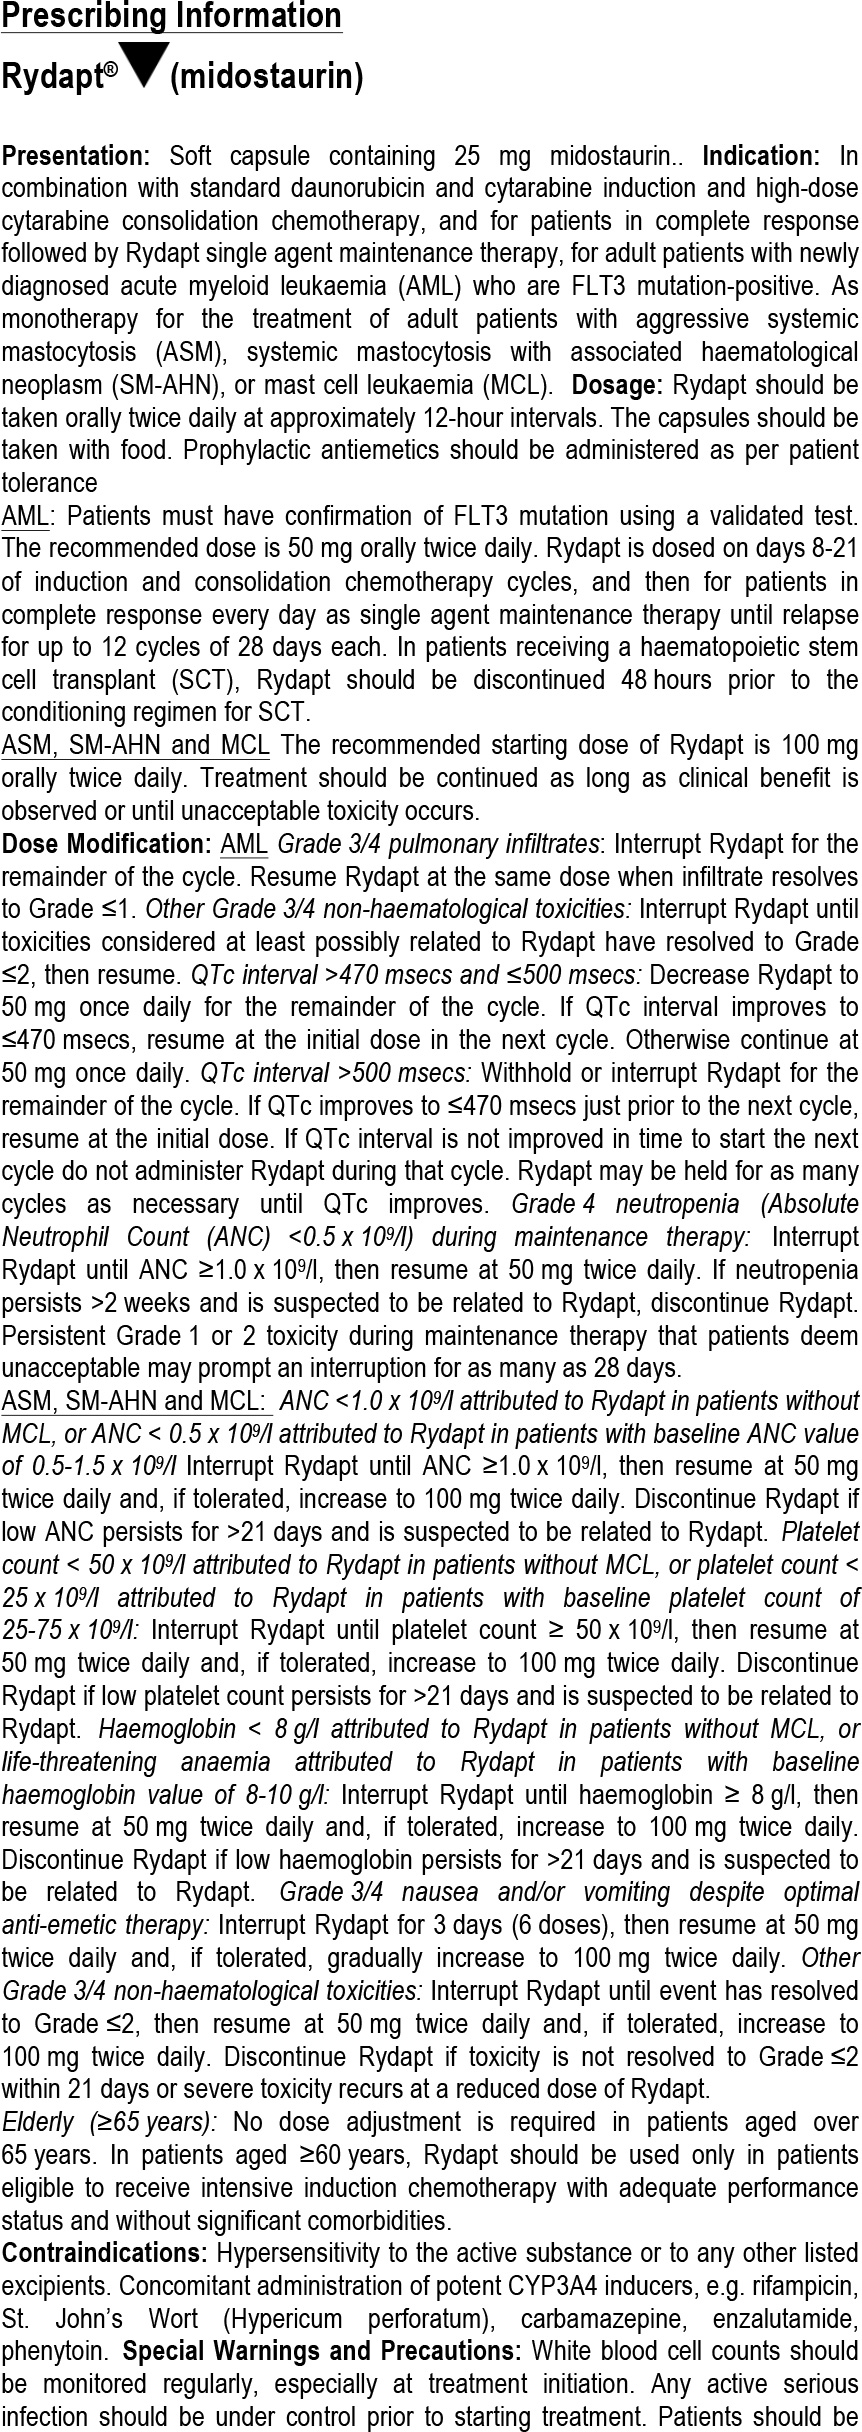 Prescribing Information
Rydapt®▼(midostaurin)
Presentation: Soft capsule containing 25 mg midostaurin.. Indication: In
combination with standard daunorubicin and cytarabine induction and high-dose
cytarabine consolidation chemotherapy, and for patients in complete response
followed by Rydapt single agent maintenance therapy, for adult patients with newly
diagnosed acute myeloid leukaemia (AML) who are FLT3 mutation-positive. As
monotherapy for the treatment of adult patients with aggressive systemic
mastocytosis (ASM), systemic mastocytosis with associated haematological
neoplasm (SM-AHN), or mast cell leukaemia (MCL). Dosage: Rydapt should be
taken orally twice daily at approximately 12-hour intervals. The capsules should be
taken with food. Prophylactic antiemetics should be administered as per patient
tolerance
AML: Patients must have confirmation of FLT3 mutation using a validated test.
The recommended dose is 50 mg orally twice daily. Rydapt is dosed on days 8-21
of induction and consolidation chemotherapy cycles, and then for patients in
complete response every day as single agent maintenance therapy until relapse
for up to 12 cycles of 28 days each. In patients receiving a haematopoietic stem
cell transplant (SCT), Rydapt should be discontinued 48 hours prior to the
conditioning regimen for SCT.
ASM, SM-AHN and MCL The recommended starting dose of Rydapt is 100 mg
orally twice daily. Treatment should be continued as long as clinical benefit is
observed or until unacceptable toxicity occurs.
Dose Modification: AML Grade 3/4 pulmonary infiltrates: Interrupt Rydapt for the
remainder of the cycle. Resume Rydapt at the same dose when infiltrate resolves
to Grade ≤1. Other Grade 3/4 non-haematological toxicities: Interrupt Rydapt until
toxicities considered at least possibly related to Rydapt have resolved to Grade
≤2, then resume. QTc interval >470 msecs and ≤500 msecs: Decrease Rydapt to
50 mg once daily for the remainder of the cycle. If QTc interval improves to
≤470 msecs, resume at the initial dose in the next cycle. Otherwise continue at
50 mg once daily. QTc interval >500 msecs: Withhold or interrupt Rydapt for the
remainder of the cycle. If QTc improves to ≤470 msecs just prior to the next cycle,
resume at the initial dose. If QTc interval is not improved in time to start the next
cycle do not administer Rydapt during that cycle. Rydapt may be held for as many
cycles as necessary until QTc improves. Grade 4 neutropenia (Absolute
Neutrophil Count (ANC) <0.5 x 10⁹/l) during maintenance therapy: Interrupt
Rydapt until ANC ≥1.0 x 10⁹/l, then resume at 50 mg twice daily. If neutropenia
persists >2 weeks and is suspected to be related to Rydapt, discontinue Rydapt.
Persistent Grade 1 or 2 toxicity during maintenance therapy that patients deem
unacceptable may prompt an interruption for as many as 28 days.
ASM, SM-AHN and MCL: ANC <1.0 x 10⁹/l attributed to Rydapt in patients without
MCL, or ANC < 0.5 x 10⁹/l attributed to Rydapt in patients with baseline ANC value
of 0.5-1.5 x 10⁹/l Interrupt Rydapt until ANC ≥1.0 x 10⁹/l, then resume at 50 mg
twice daily and, if tolerated, increase to 100 mg twice daily. Discontinue Rydapt if
low ANC persists for >21 days and is suspected to be related to Rydapt. Platelet
count < 50 x 10⁹/l attributed to Rydapt in patients without MCL, or platelet count <
25 x 10⁹/l attributed to Rydapt in patients with baseline platelet count of
25-75 x 10⁹/l: Interrupt Rydapt until platelet count ≥ 50 x 10⁹/l, then resume at
50 mg twice daily and, if tolerated, increase to 100 mg twice daily. Discontinue
Rydapt if low platelet count persists for >21 days and is suspected to be related to
Rydapt. Haemoglobin < 8 g/l attributed to Rydapt in patients without MCL, or
life-threatening anaemia attributed to Rydapt in patients with baseline
haemoglobin value of 8-10 g/l: Interrupt Rydapt until haemoglobin ≥ 8 g/l, then
resume at 50 mg twice daily and, if tolerated, increase to 100 mg twice daily.
Discontinue Rydapt if low haemoglobin persists for >21 days and is suspected to
be related to Rydapt. Grade 3/4 nausea and/or vomiting despite optimal
anti-emetic therapy: Interrupt Rydapt for 3 days (6 doses), then resume at 50 mg
twice daily and, if tolerated, gradually increase to 100 mg twice daily. Other
Grade 3/4 non-haematological toxicities: Interrupt Rydapt until event has resolved
to Grade ≤2, then resume at 50 mg twice daily and, if tolerated, increase to
100 mg twice daily. Discontinue Rydapt if toxicity is not resolved to Grade ≤2
within 21 days or severe toxicity recurs at a reduced dose of Rydapt.
Elderly (≥65 years): No dose adjustment is required in patients aged over
65 years. In patients aged ≥60 years, Rydapt should be used only in patients
eligible to receive intensive induction chemotherapy with adequate performance
status and without significant comorbidities.
Contraindications: Hypersensitivity to the active substance or to any other listed
excipients. Concomitant administration of potent CYP3A4 inducers, e.g. rifampicin,
St. John's Wort (Hypericum perforatum), carbamazepine, enzalutamide,
phenytoin. Special Warnings and Precautions: White blood cell counts should
be monitored regularly, especially at treatment initiation. Any active serious
infection should be under control prior to starting treatment. Patients should be